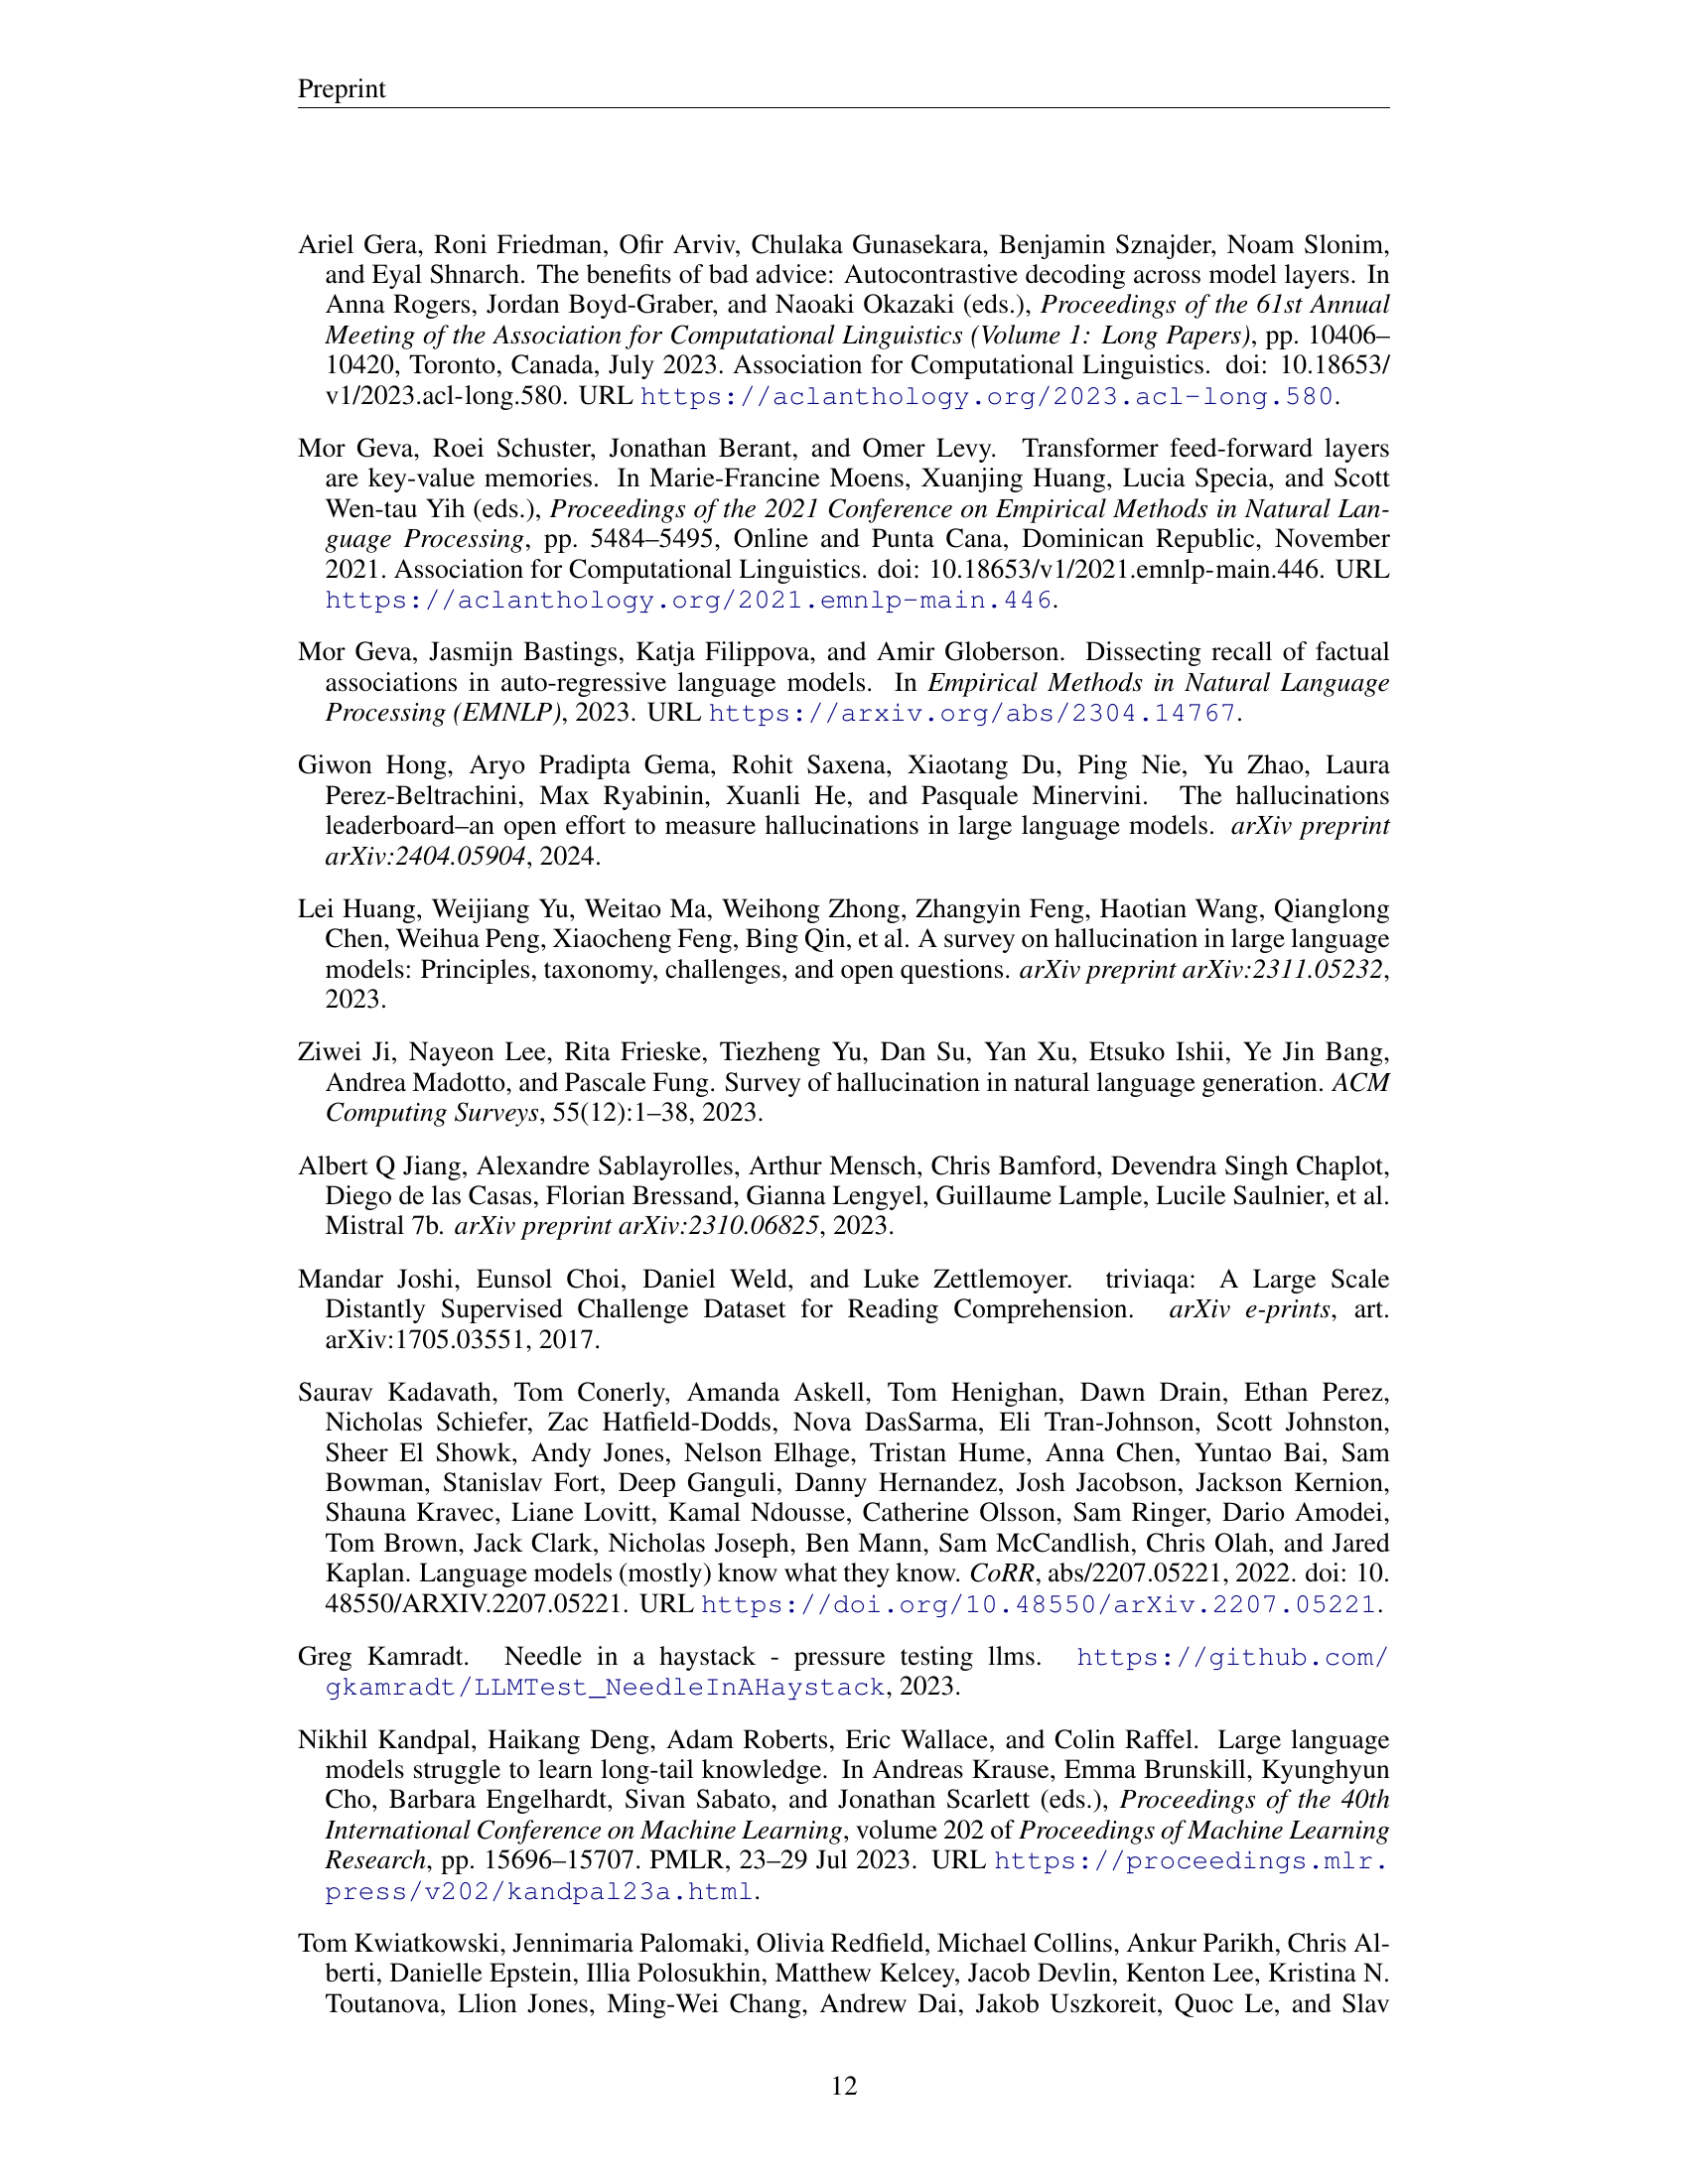 Preprint
Ariel Gera, Roni Friedman, Ofir Arviv, Chulaka Gunasekara, Benjamin Sznajder, Noam Slonim,
and Eyal Shnarch. The benefits of bad advice: Autocontrastive decoding across model layers. In
Anna Rogers, Jordan Boyd-Graber, and Naoaki Okazaki (eds.), Proceedings of the 61st Annual
Meeting of the Association for Computational Linguistics (Volume 1: Long Papers), pp. 10406–
10420, Toronto, Canada, July 2023. Association for Computational Linguistics. doi: 10.18653/
v1/2023.acl-long.580. URL https://aclanthology.org/2023.acl-long.580.
Mor Geva, Roei Schuster, Jonathan Berant, and Omer Levy. Transformer feed-forward layers
are key-value memories. In Marie-Francine Moens, Xuanjing Huang, Lucia Specia, and Scott
Wen-tau Yih (eds.), Proceedings of the 2021 Conference on Empirical Methods in Natural Lan-
guage Processing, pp. 5484–5495, Online and Punta Cana, Dominican Republic, November
2021. Association for Computational Linguistics. doi: 10.18653/v1/2021.emnlp-main.446. URL
https://aclanthology.org/2021.emnlp-main.446.
Mor Geva, Jasmijn Bastings, Katja Filippova, and Amir Globerson. Dissecting recall of factual
associations in auto-regressive language models. In Empirical Methods in Natural Language
Processing (EMNLP), 2023. URL https://arxiv.org/abs/2304.14767.
Giwon Hong, Aryo Pradipta Gema, Rohit Saxena, Xiaotang Du, Ping Nie, Yu Zhao, Laura
Perez-Beltrachini, Max Ryabinin, Xuanli He, and Pasquale Minervini. The hallucinations
leaderboard–an open effort to measure hallucinations in large language models. arXiv preprint
arXiv:2404.05904, 2024.
Lei Huang, Weijiang Yu, Weitao Ma, Weihong Zhong, Zhangyin Feng, Haotian Wang, Qianglong
Chen, Weihua Peng, Xiaocheng Feng, Bing Qin, et al. A survey on hallucination in large language
models: Principles, taxonomy, challenges, and open questions. arXiv preprint arXiv:2311.05232,
2023.
Ziwei Ji, Nayeon Lee, Rita Frieske, Tiezheng Yu, Dan Su, Yan Xu, Etsuko Ishii, Ye Jin Bang,
Andrea Madotto, and Pascale Fung. Survey of hallucination in natural language generation. ACM
Computing Surveys, 55(12):1–38, 2023.
Albert Q Jiang, Alexandre Sablayrolles, Arthur Mensch, Chris Bamford, Devendra Singh Chaplot,
Diego de las Casas, Florian Bressand, Gianna Lengyel, Guillaume Lample, Lucile Saulnier, et al.
Mistral 7b. arXiv preprint arXiv:2310.06825, 2023.
Mandar Joshi, Eunsol Choi, Daniel Weld, and Luke Zettlemoyer. triviaqa: A Large Scale
Distantly Supervised Challenge Dataset for Reading Comprehension. arXiv e-prints, art.
arXiv:1705.03551, 2017.
Saurav Kadavath, Tom Conerly, Amanda Askell, Tom Henighan, Dawn Drain, Ethan Perez,
Nicholas Schiefer, Zac Hatfield-Dodds, Nova DasSarma, Eli Tran-Johnson, Scott Johnston,
Sheer El Showk, Andy Jones, Nelson Elhage, Tristan Hume, Anna Chen, Yuntao Bai, Sam
Bowman, Stanislav Fort, Deep Ganguli, Danny Hernandez, Josh Jacobson, Jackson Kernion,
Shauna Kravec, Liane Lovitt, Kamal Ndousse, Catherine Olsson, Sam Ringer, Dario Amodei,
Tom Brown, Jack Clark, Nicholas Joseph, Ben Mann, Sam McCandlish, Chris Olah, and Jared
Kaplan. Language models (mostly) know what they know. CoRR, abs/2207.05221, 2022. doi: 10.
48550/ARXIV.2207.05221. URL https://doi.org/10.48550/arXiv.2207.05221.
Greg Kamradt. Needle in a haystack - pressure testing llms. https://github.com/
gkamradt/LLMTest_NeedleInAHaystack, 2023.
Nikhil Kandpal, Haikang Deng, Adam Roberts, Eric Wallace, and Colin Raffel. Large language
models struggle to learn long-tail knowledge. In Andreas Krause, Emma Brunskill, Kyunghyun
Cho, Barbara Engelhardt, Sivan Sabato, and Jonathan Scarlett (eds.), Proceedings of the 40th
International Conference on Machine Learning, volume 202 of Proceedings of Machine Learning
Research, pp. 15696–15707. PMLR, 23–29 Jul 2023. URL https://proceedings.mlr.
press/v202/kandpal23a.html.
Tom Kwiatkowski, Jennimaria Palomaki, Olivia Redfield, Michael Collins, Ankur Parikh, Chris Al-
berti, Danielle Epstein, Illia Polosukhin, Matthew Kelcey, Jacob Devlin, Kenton Lee, Kristina N.
Toutanova, Llion Jones, Ming-Wei Chang, Andrew Dai, Jakob Uszkoreit, Quoc Le, and Slav
12